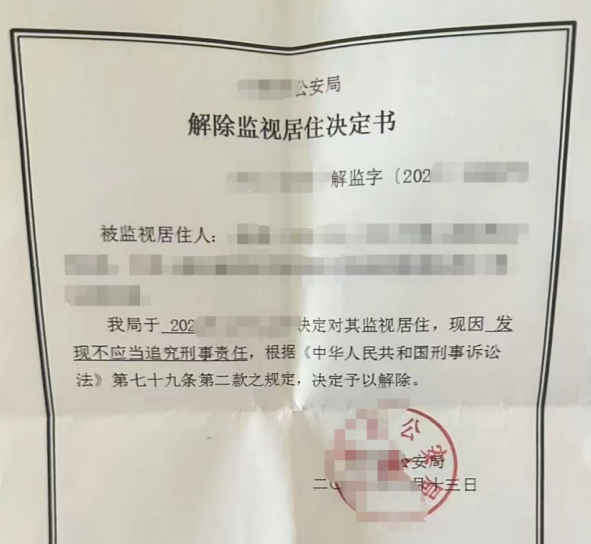 公安局
解除监视居住决定书
解监字〔202
被监视居住人：
我局于 202 决定对其监视居住，现因 发
现不应当追究刑事责任，根据《中华人民共和国刑事诉讼
法》第七十九条第二款之规定，决定予以解除。
公安局
公安局
二 月十三日